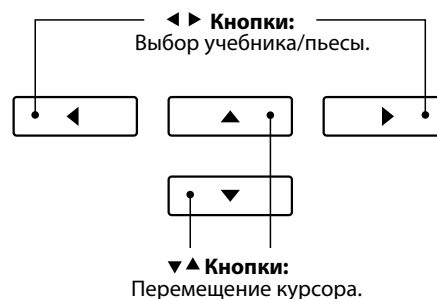 ◀ ▶ Кнопки:
Выбор учебника/пьесы.
◀ ▲ ▶
▼
▼▲ Кнопки:
Перемещение курсора.